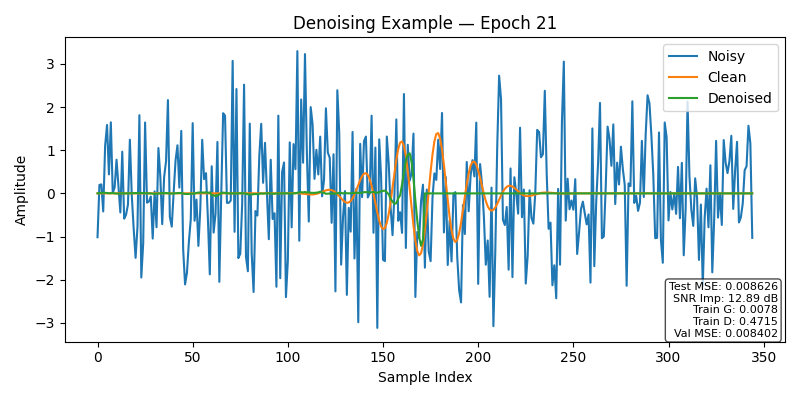 Denoising Example — Epoch 21
Amplitude
3
2
1
0
−1
−2
−3
Noisy
Clean
Denoised
Test MSE: 0.008626
SNR Imp: 12.89 dB
Train G: 0.0078
Train D: 0.4715
Val MSE: 0.008402
0 50 100 150 200 250 300 350
Sample Index